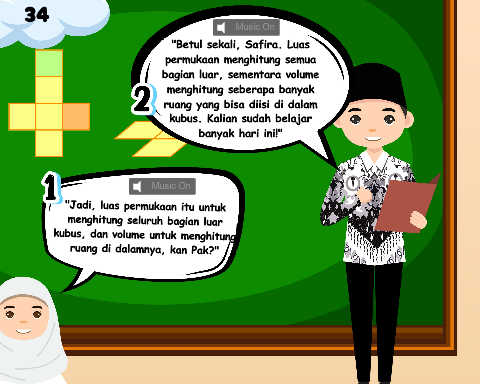 34
1
Music On
"Jadi, luas permukaan itu untuk
menghitung seluruh bagian luar
kubus, dan volume untuk menghitung
ruang di dalamnya, kan Pak?"
2
Music On
"Betul sekali, Safira. Luas
permukaan menghitung semua
bagian luar, sementara volume
menghitung seberapa banyak
ruang yang bisa diisi di dalam
kubus. Kalian sudah belajar
banyak hari ini!"